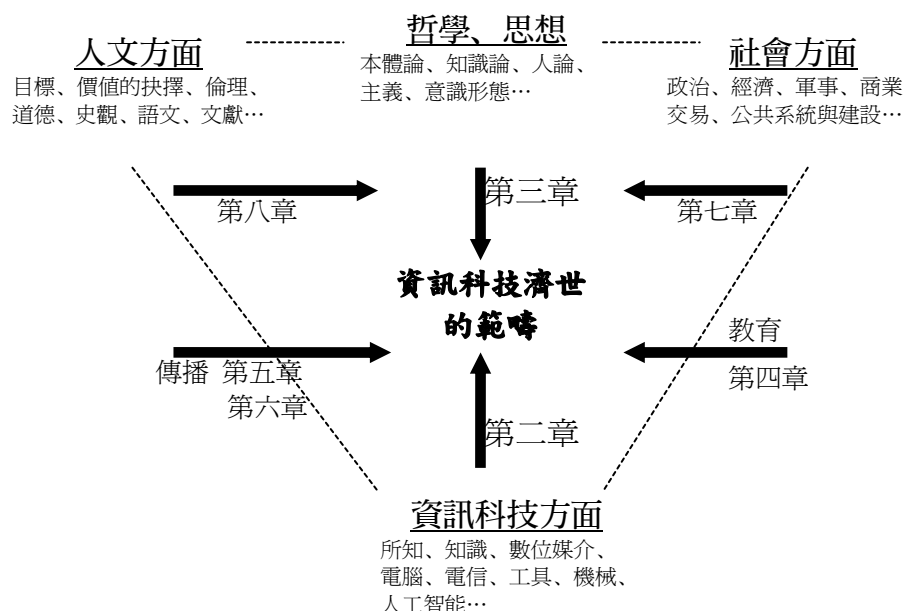 哲學、思想
本體論、知識論、人論、
主義、意識形態…
人文方面
目標、價值的抉擇、倫理、
道德、史觀、語文、文獻…
社會方面
政治、經濟、軍事、商業
交易、公共系統與建設…
第八章
第三章
第七章
資訊科技濟世
的範疇
教育
傳播 第五章
第六章
第四章
第二章
資訊科技方面
所知、知識、數位媒介、
電腦、電信、工具、機械、
人工智能…